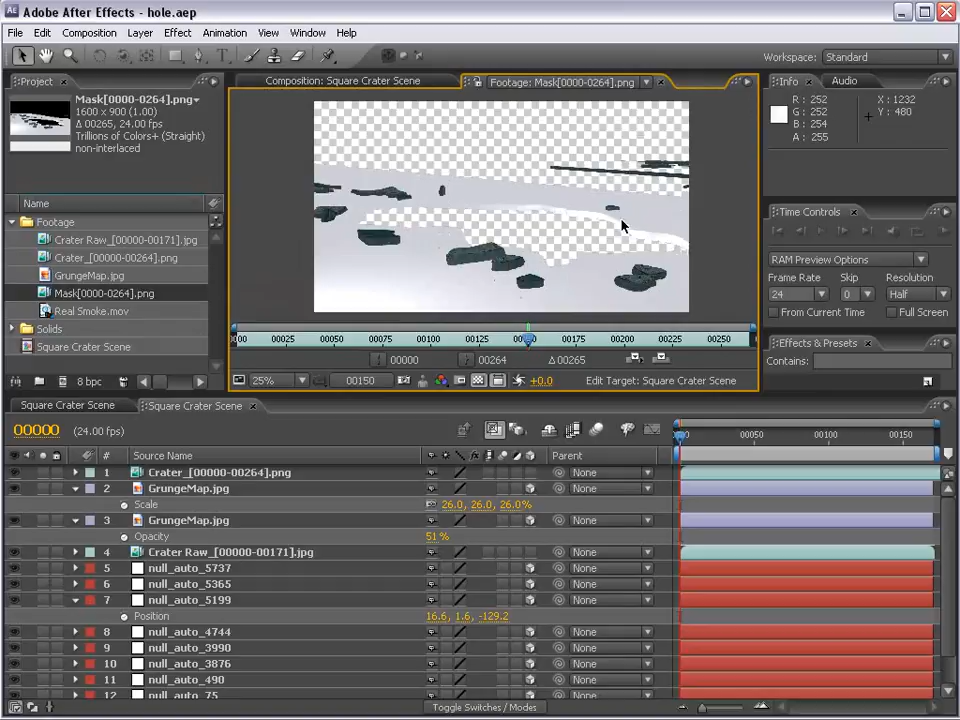 Adobe After Effects - hole.aep
File Edit Composition Layer Effect Animation View Window Help
Workspace: Standard
Project
Mask[0000-0264].png
1600 x 900 (1.00)
Δ 00265, 24.00 fps
Trillions of Colors+ (Straight)
non-interlaced
Name
Footage
Crater Raw_[00000-00171].jpg
Crater_[00000-00264].png
GrungeMap.jpg
Mask[0000-0264].png
Real Smoke.mov
Solids
Square Crater Scene
8 bpc
Composition: Square Crater Scene
Footage: Mask[0000-0264].png
00025 00050 00075 00100 00125 00175 00200 00225 00250
00000 00264 Δ 00265
25% 00150 +0.0 Edit Target: Square Crater Scene
Info Audio
R : 252
G : 252
B : 254
A : 255
X : 1232
Y : 480
Time Controls
RAM Preview Options
Frame Rate Skip Resolution
24 0 Half
From Current Time Full Screen
Effects & Presets
Contains:
Square Crater Scene Square Crater Scene
00000 (24.00 fps)
# Source Name Parent
00050 00100 00150
1 Crater_[00000-00264].png None
2 GrungeMap.jpg None
Scale 26.0, 26.0, 26.0%
3 GrungeMap.jpg None
Opacity 51 %
4 Crater Raw_[00000-00171].jpg None
5 null_auto_5737 None
6 null_auto_5365 None
7 null_auto_5199 None
Position 16.6, 1.6, -129.2
8 null_auto_4744 None
9 null_auto_3990 None
10 null_auto_3876 None
11 null_auto_490 None
12 null_auto_75 None
Toggle Switches / Modes